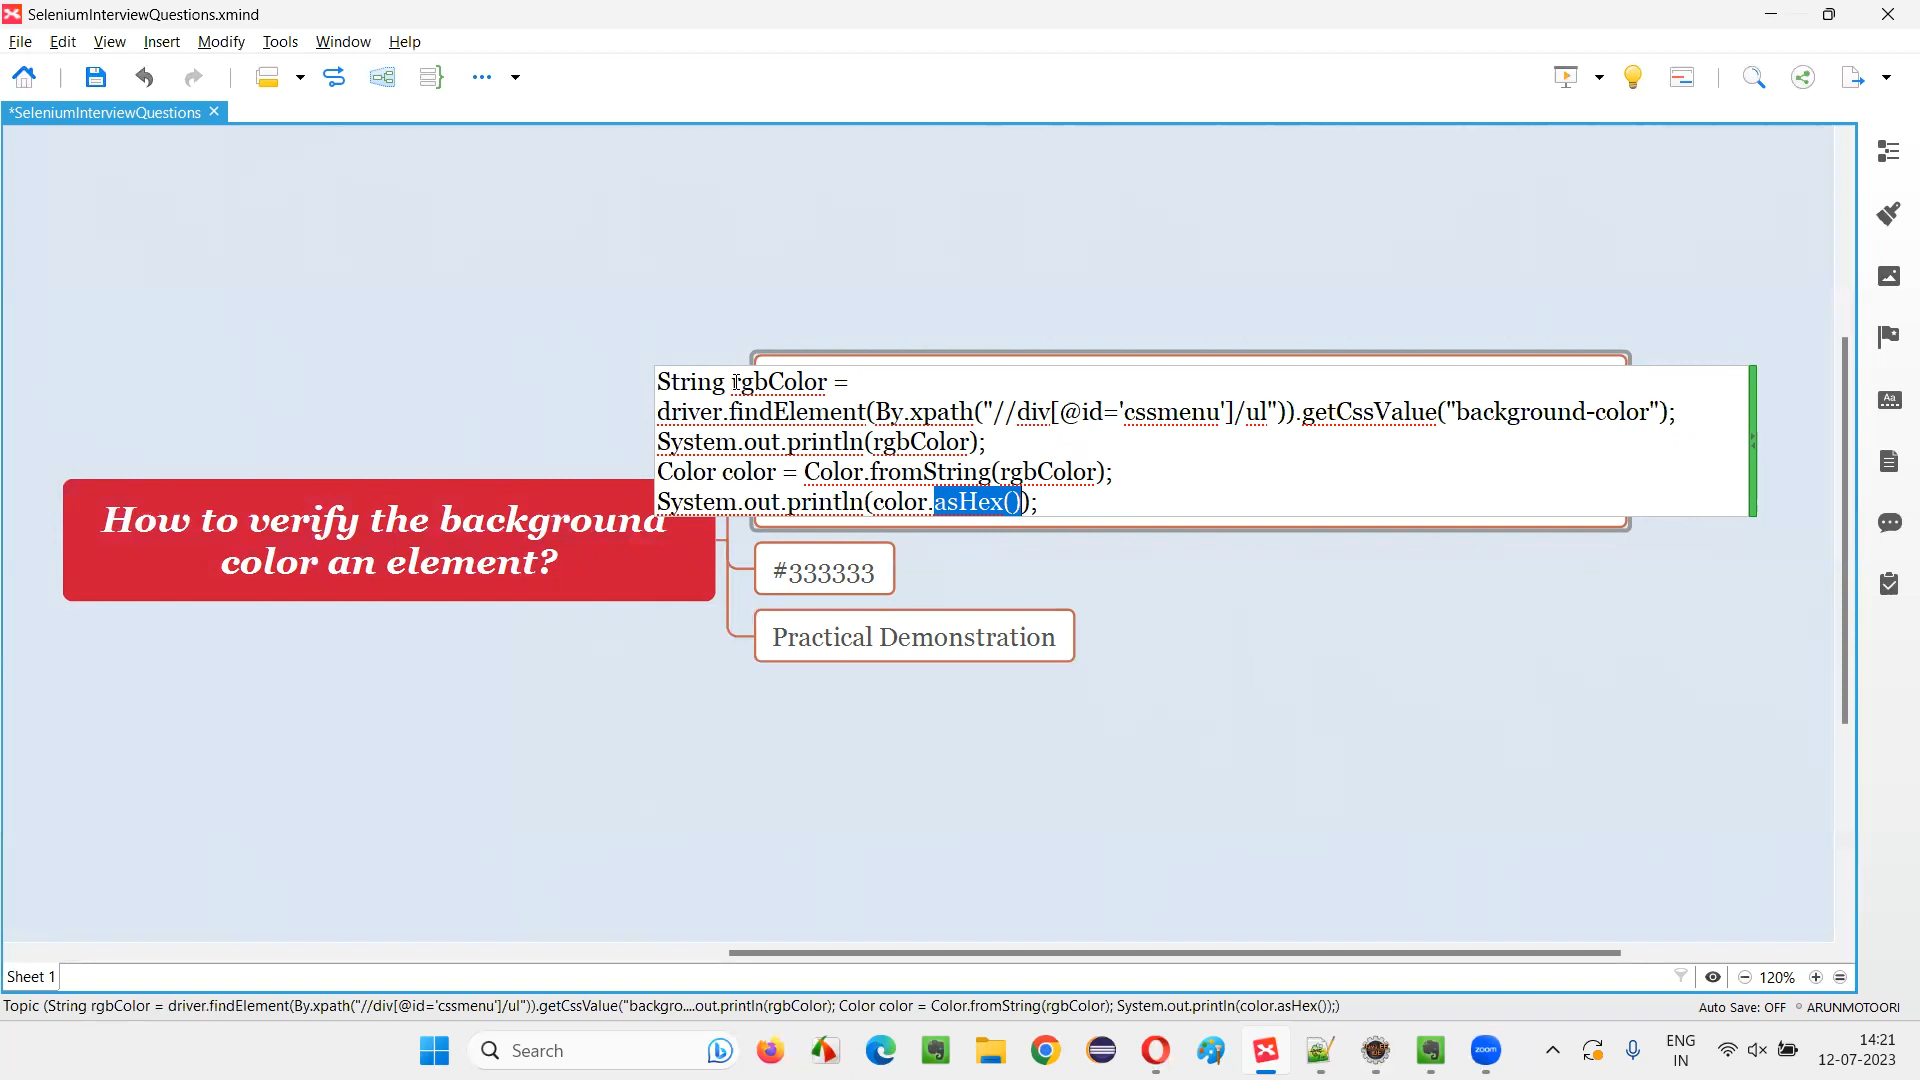 SeleniumInterviewQuestions.xmind
File Edit View Insert Modify Tools Window Help
*SeleniumInterviewQuestions
String rgbColor =
driver.findElement(By.xpath("//div[@id='cssmenu']/ul")).getCssValue("background-color");
System.out.println(rgbColor);
Color color = Color.fromString(rgbColor);
System.out.println(color.asHex());
How to verify the background
color an element?
#333333
Practical Demonstration
Aa
Sheet 1
120%
Topic (String rgbColor = driver.findElement(By.xpath("//div[@id='cssmenu']/ul")).getCssValue("backgro....out.println(rgbColor); Color color = Color.fromString(rgbColor); System.out.println(color.asHex());)
Auto Save: OFF
ARUNMOTOORI
Search
zoom
ENG
IN
14:21
12-07-2023